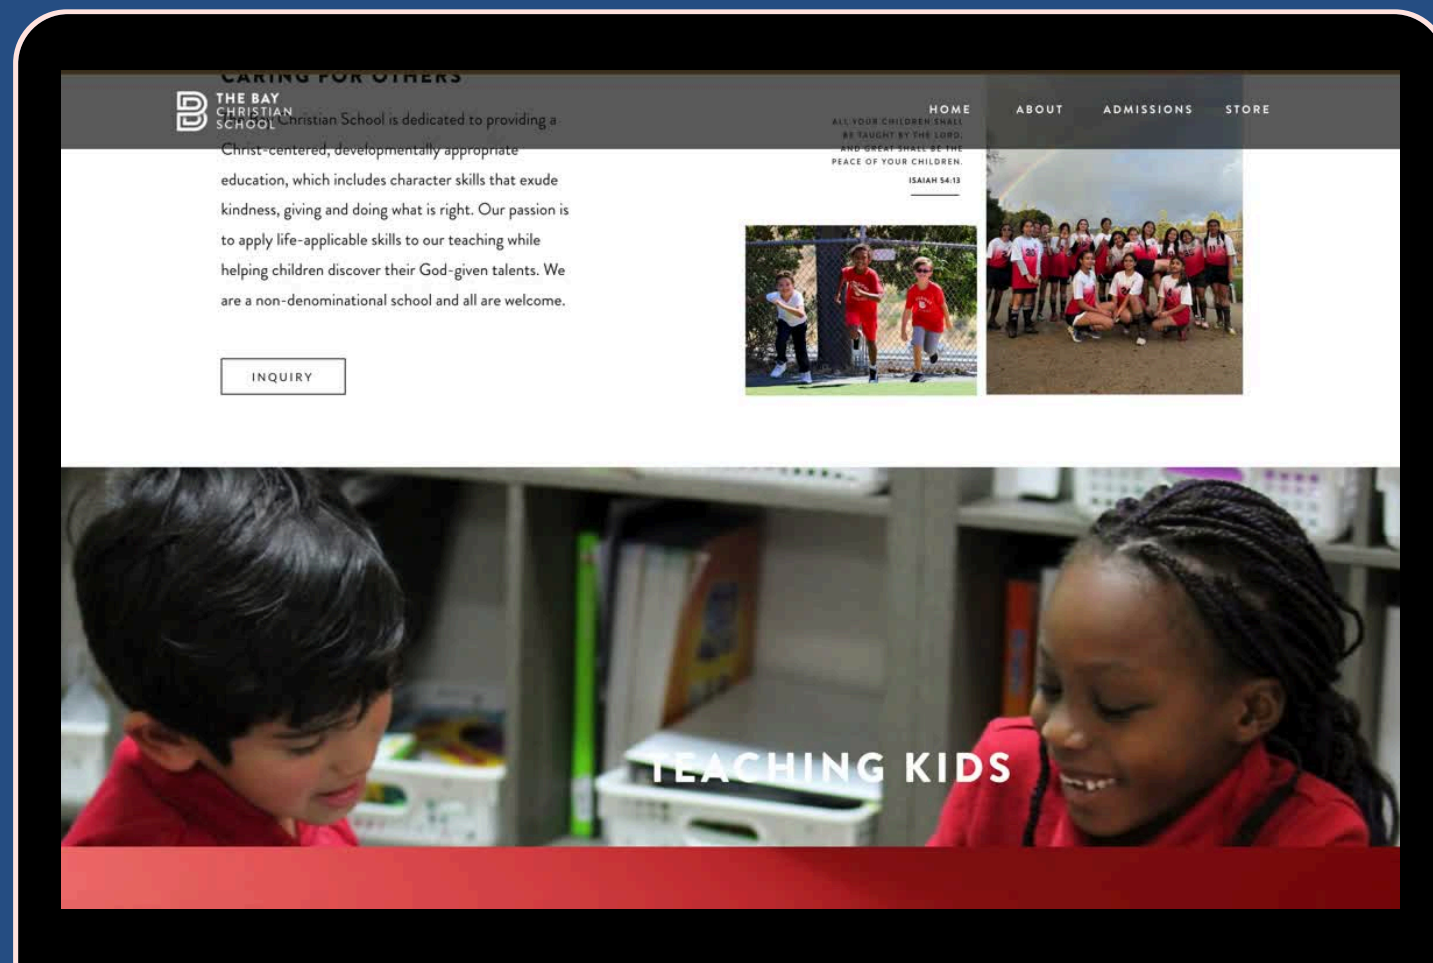 CARING FOR OTHERS
THE BAY
CHRISTIAN
SCHOOL
HOME ABOUT ADMISSIONS STORE
Christian School is dedicated to providing a
Christ-centered, developmentally appropriate
education, which includes character skills that exude
kindness, giving and doing what is right. Our passion is
to apply life-applicable skills to our teaching while
helping children discover their God-given talents. We
are a non-denominational school and all are welcome.
INQUIRY
ALL YOUR CHILDREN SHALL
BE TAUGHT BY THE LORD,
AND GREAT SHALL BE THE
PEACE OF YOUR CHILDREN.
ISAIAH 54:13
TEACHING KIDS